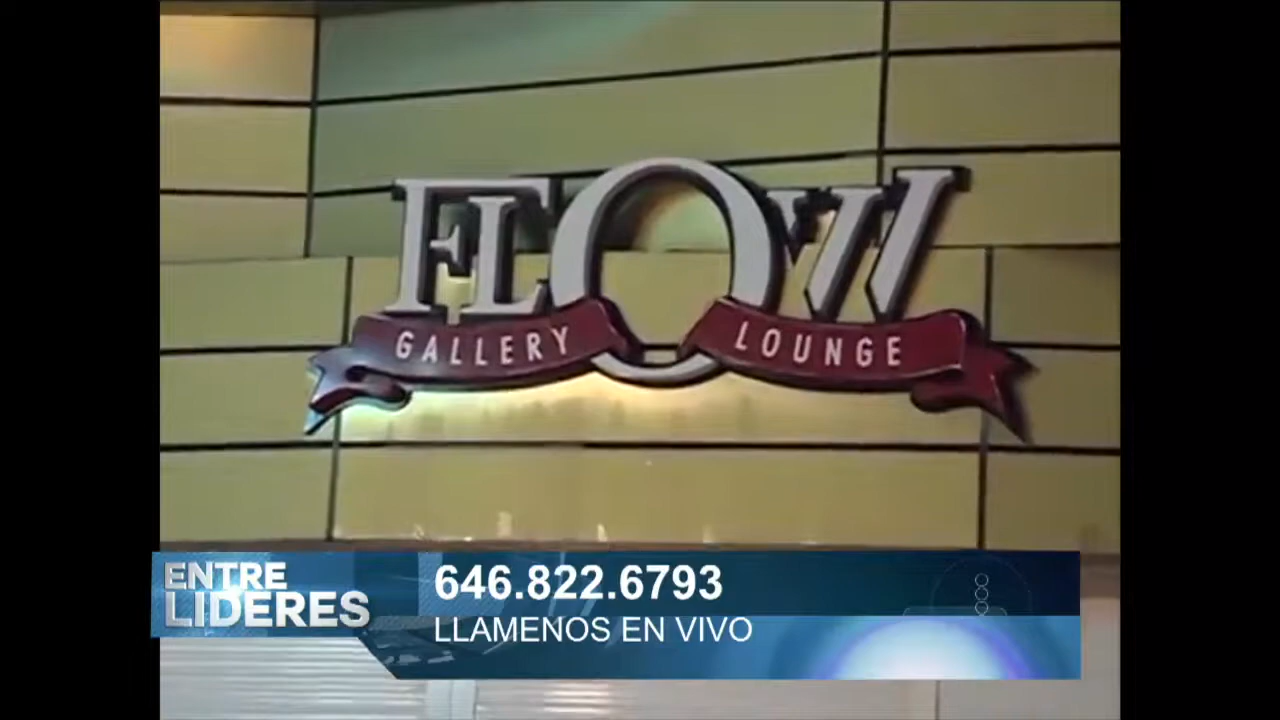 FLOW
GALLERY LOUNGE
ENTRE
LIDERES
646.822.6793
LLAMENOS EN VIVO